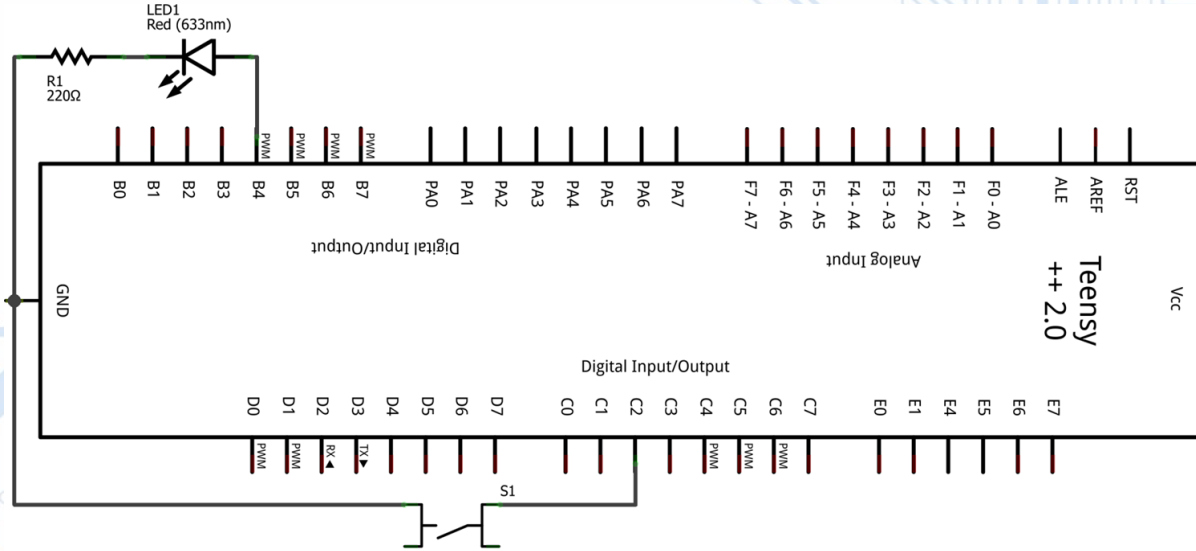 LED1
Red (633nm)
R1
220Ω
PWM
PWM
PWM
PWM
B0
B1
B2
B3
B4
B5
B6
B7
PA0
PA1
PA2
PA3
PA4
PA5
PA6
PA7
F7 - A7
F6 - A6
F5 - A5
F4 - A4
F3 - A3
F2 - A2
F1 - A1
F0 - A0
ALE
AREF
RST
Digital Input/Output
Analog Input
GND
Teensy
++ 2.0
Vcc
Digital Input/Output
D0
D1
D2
D3
D4
D5
D6
D7
C0
C1
C2
C3
C4
C5
C6
C7
E0
E1
E4
E5
E6
E7
PWM
PWM
RX
TX
PWM
PWM
PWM
S1